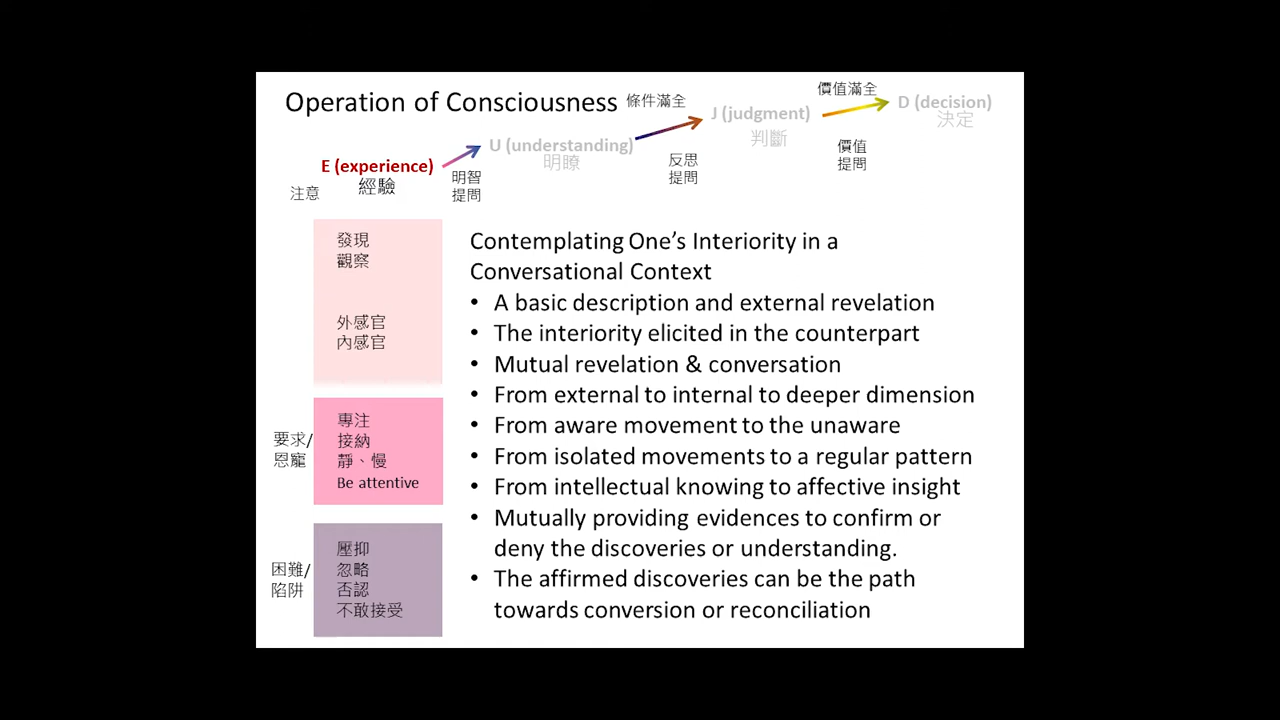 Operation of Consciousness
條件滿全
價值滿全
D (decision)
決定
J (judgment)
判斷
U (understanding)
明瞭
E (experience)
經驗
注意
明智
提問
反思
提問
價值
提問
發現
觀察
外感官
內感官
要求/
恩寵
專注
接納
靜、慢
Be attentive
困難/
陷阱
壓抑
忽略
否認
不敢接受
Contemplating One’s Interiority in a
Conversational Context
• A basic description and external revelation
• The interiority elicited in the counterpart
• Mutual revelation & conversation
• From external to internal to deeper dimension
• From aware movement to the unaware
• From isolated movements to a regular pattern
• From intellectual knowing to affective insight
• Mutually providing evidences to confirm or
deny the discoveries or understanding.
• The affirmed discoveries can be the path
towards conversion or reconciliation